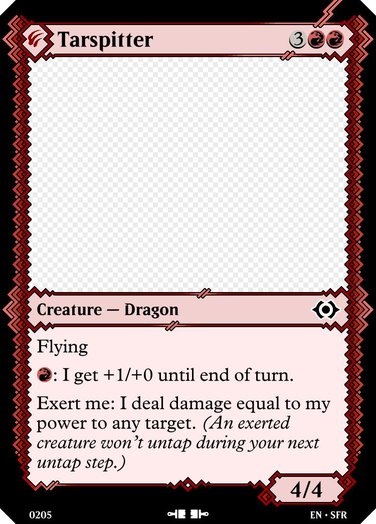 Tarspitter 3
Creature — Dragon
Flying
: I get +1/+0 until end of turn.
Exert me: I deal damage equal to my
power to any target. (An exerted
creature won't untap during your next
untap step.)
4/4
0205 EN • SFR